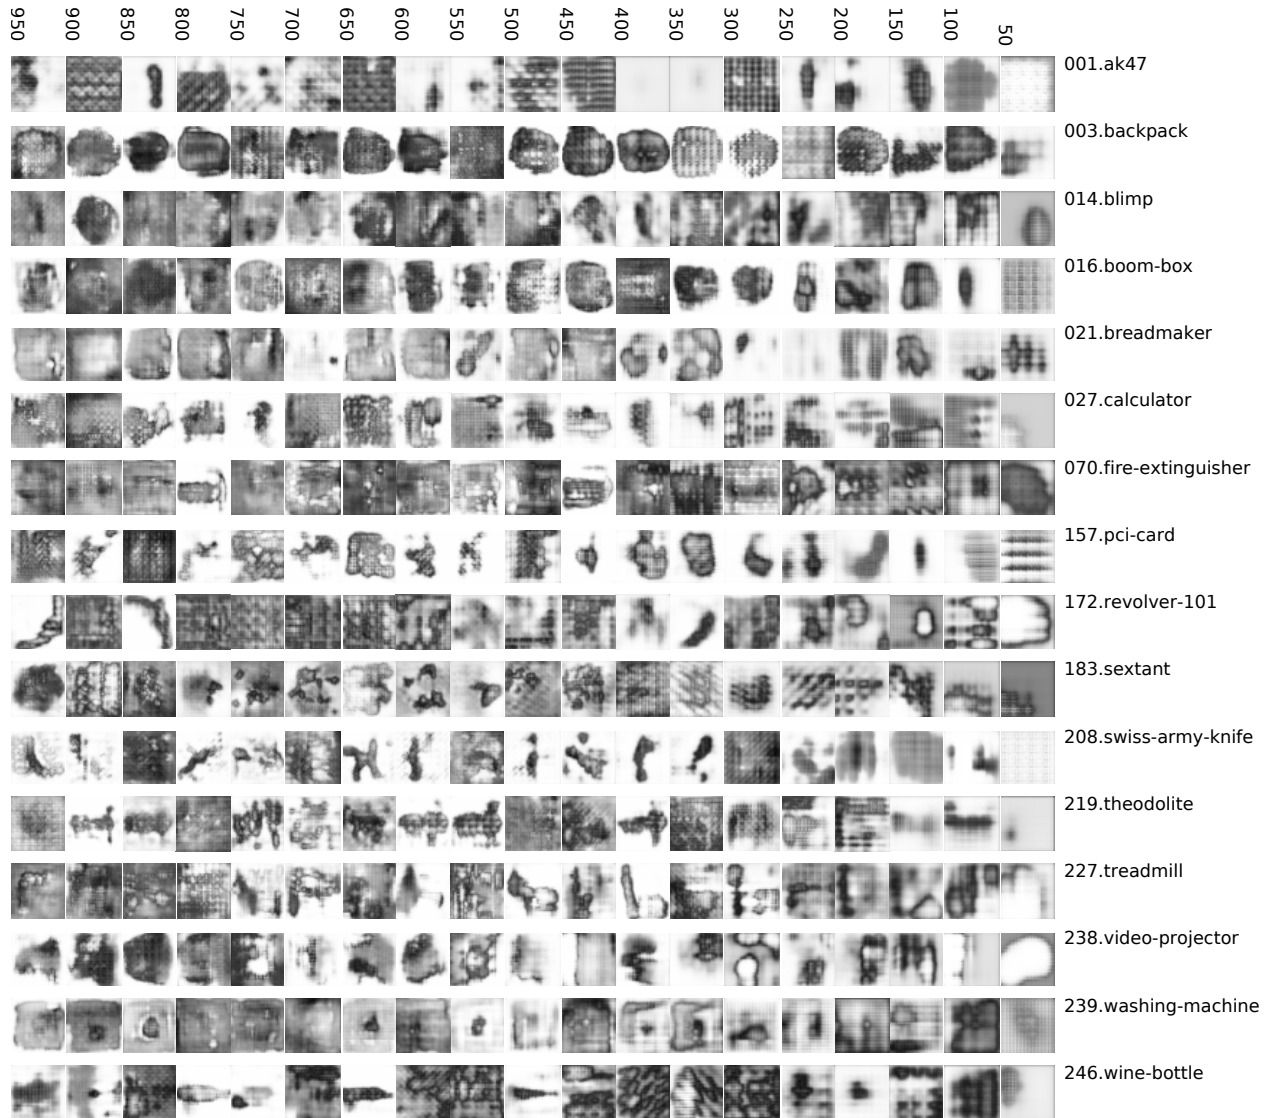 950 900 850 800 750 700 650 600 550 500 450 400 350 300 250 200 150 100 50
001.ak47
003.backpack
014.blimp
016.boom-box
021.breadmaker
027.calculator
070.fire-extinguisher
157.pci-card
172.revolver-101
183.sextant
208.swiss-army-knife
219.theodolite
227.treadmill
238.video-projector
239.washing-machine
246.wine-bottle